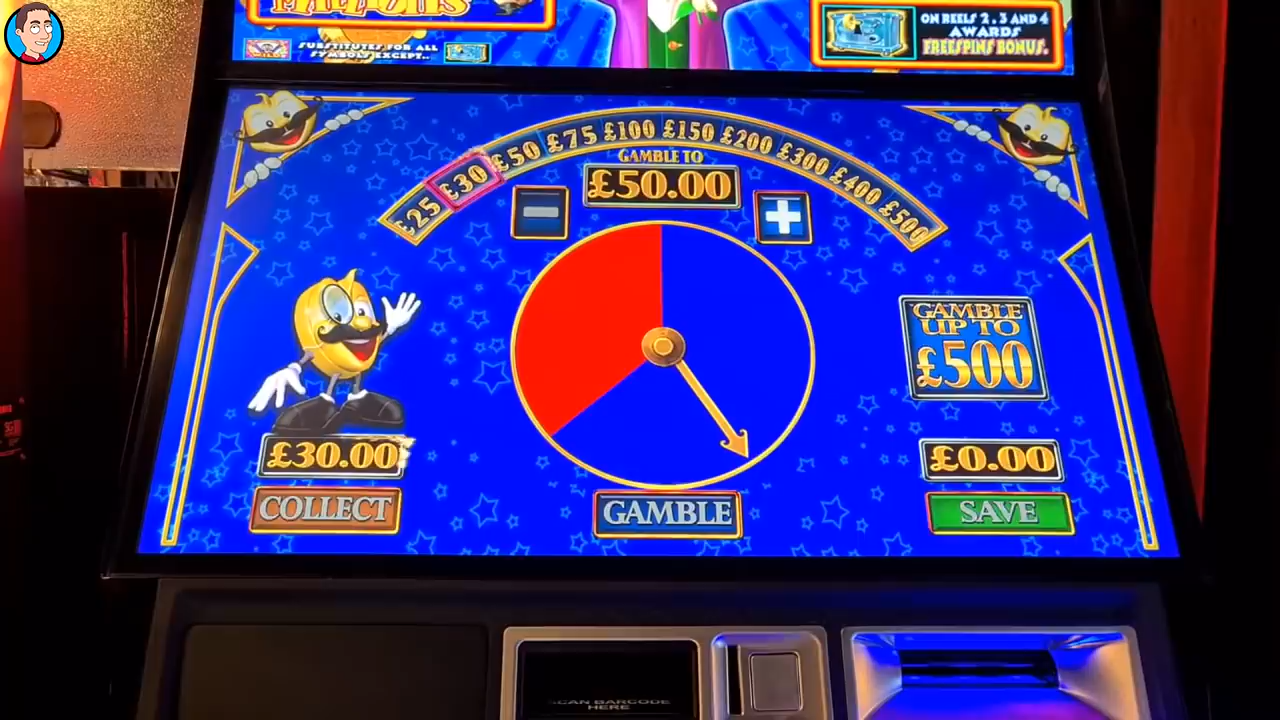 MILLIONS
WILD
SUBSTITUTES FOR ALL
SYMBOLS EXCEPT..
ON REELS 2, 3 AND 4
AWARDS
FREESPINS BONUS.
£25 £30 £50 £75 £100 £150 £200 £300 £400 £500
GAMBLE TO
£50.00
GAMBLE
UP TO
£500
£30.00
£0.00
COLLECT
GAMBLE
SAVE
SCAN BARCODE
HERE